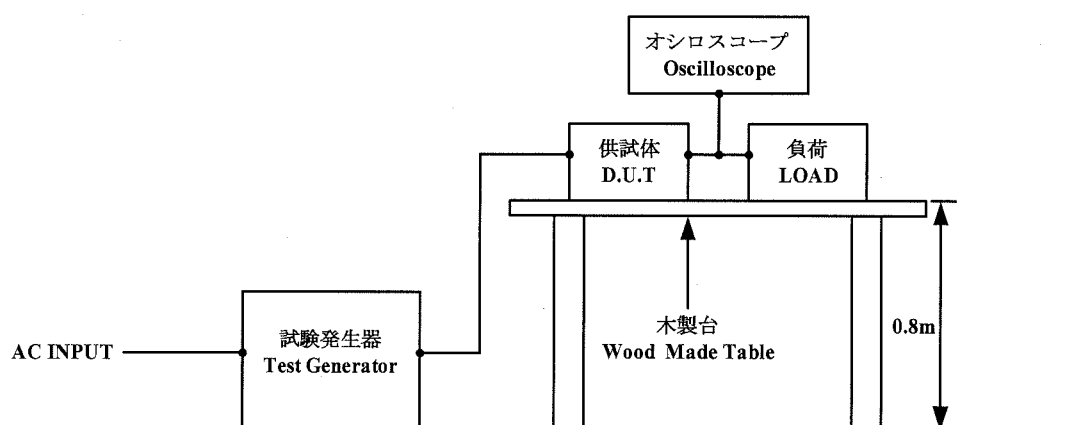 オシロスコープ
Oscilloscope
供試体
D.U.T
負荷
LOAD
試験発生器
Test Generator
AC INPUT
木製台
Wood Made Table
0.8m